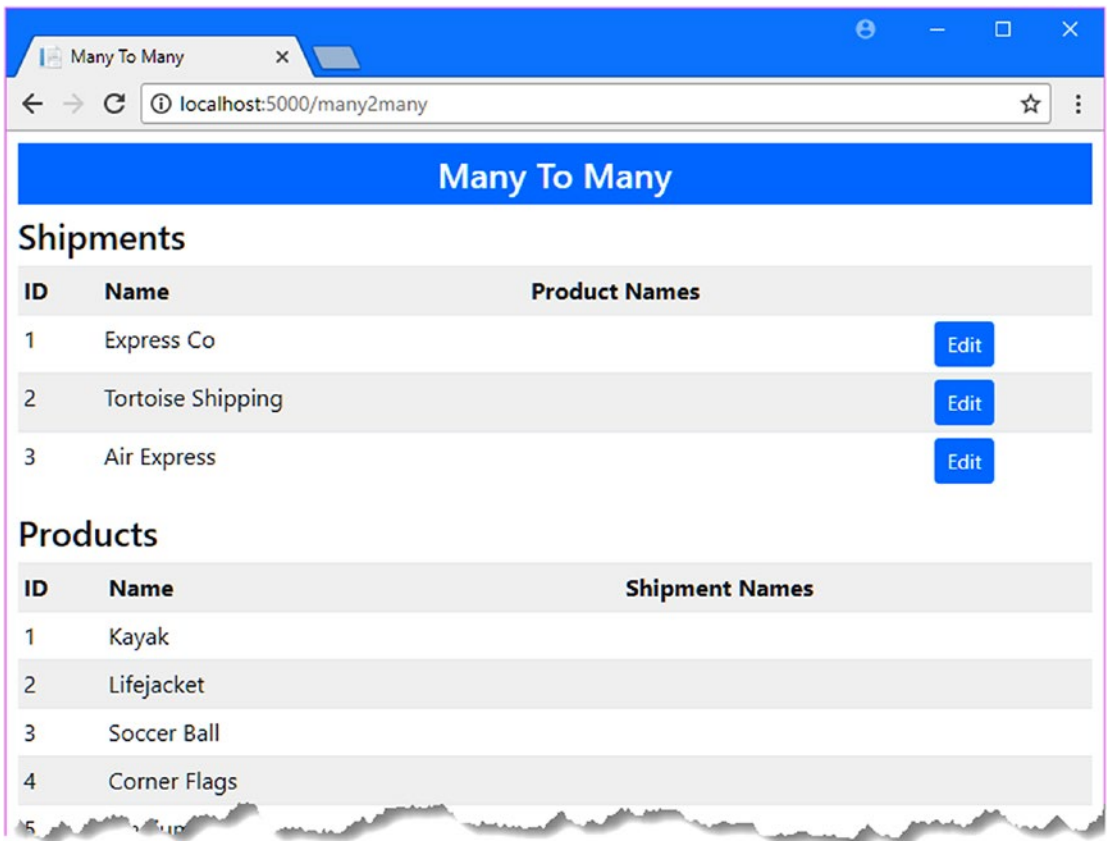 Many To Many
localhost:5000/many2many
Many To Many
Shipments
ID Name Product Names
1 Express Co Edit
2 Tortoise Shipping Edit
3 Air Express Edit
Products
ID Name Shipment Names
1 Kayak
2 Lifejacket
3 Soccer Ball
4 Corner Flags
5